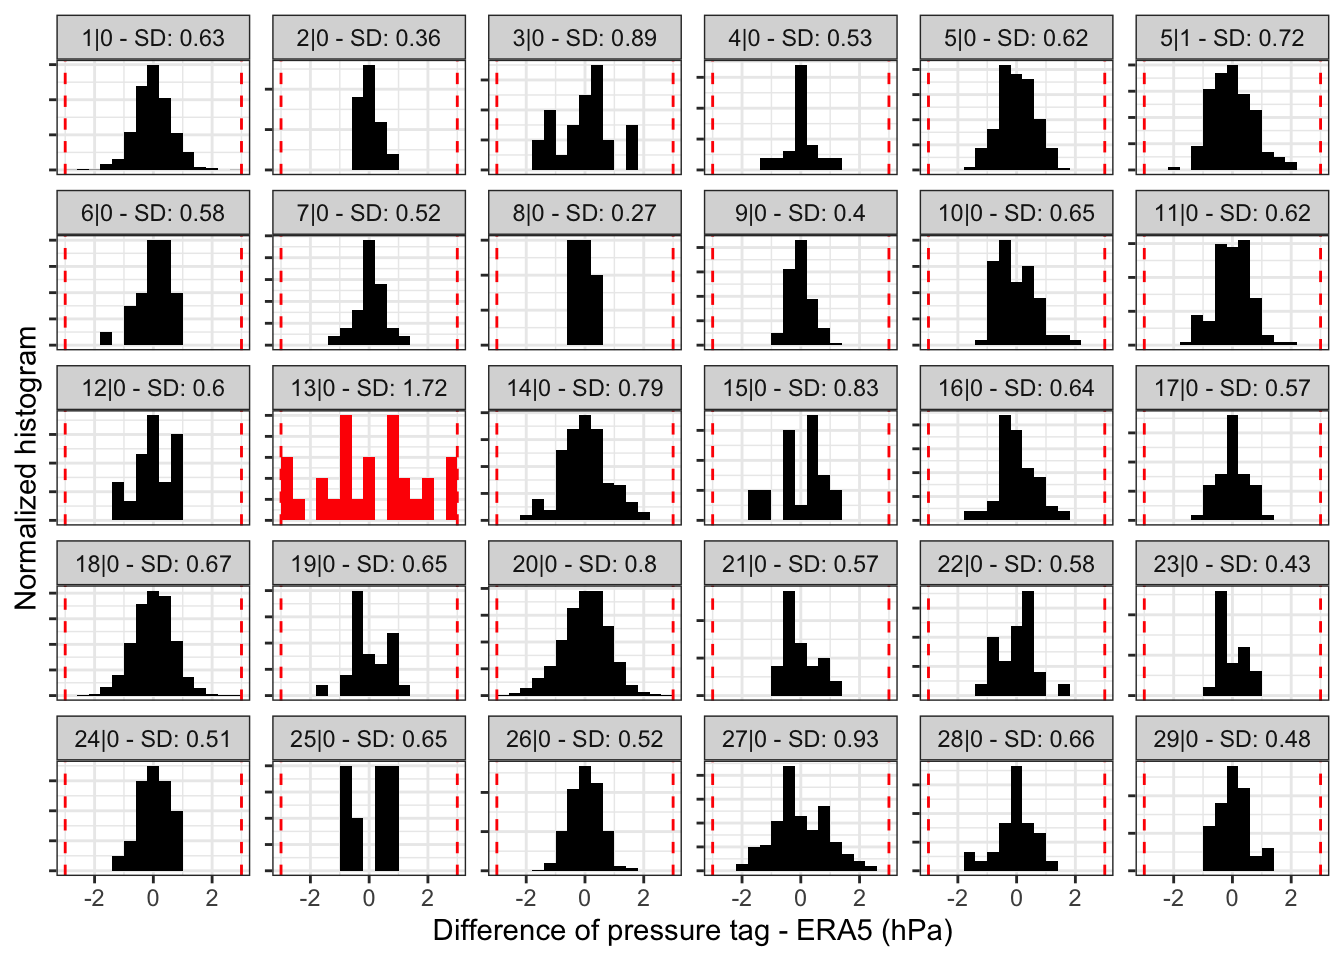 1|0 - SD: 0.63
2|0 - SD: 0.36
3|0 - SD: 0.89
4|0 - SD: 0.53
5|0 - SD: 0.62
5|1 - SD: 0.72
6|0 - SD: 0.58
7|0 - SD: 0.52
8|0 - SD: 0.27
9|0 - SD: 0.4
10|0 - SD: 0.65
11|0 - SD: 0.62
12|0 - SD: 0.6
13|0 - SD: 1.72
14|0 - SD: 0.79
15|0 - SD: 0.83
16|0 - SD: 0.64
17|0 - SD: 0.57
18|0 - SD: 0.67
19|0 - SD: 0.65
20|0 - SD: 0.8
21|0 - SD: 0.57
22|0 - SD: 0.58
23|0 - SD: 0.43
24|0 - SD: 0.51
25|0 - SD: 0.65
26|0 - SD: 0.52
27|0 - SD: 0.93
28|0 - SD: 0.66
29|0 - SD: 0.48
Normalized histogram
-2 0 2 -2 0 2 -2 0 2 -2 0 2 -2 0 2 -2 0 2
Difference of pressure tag - ERA5 (hPa)